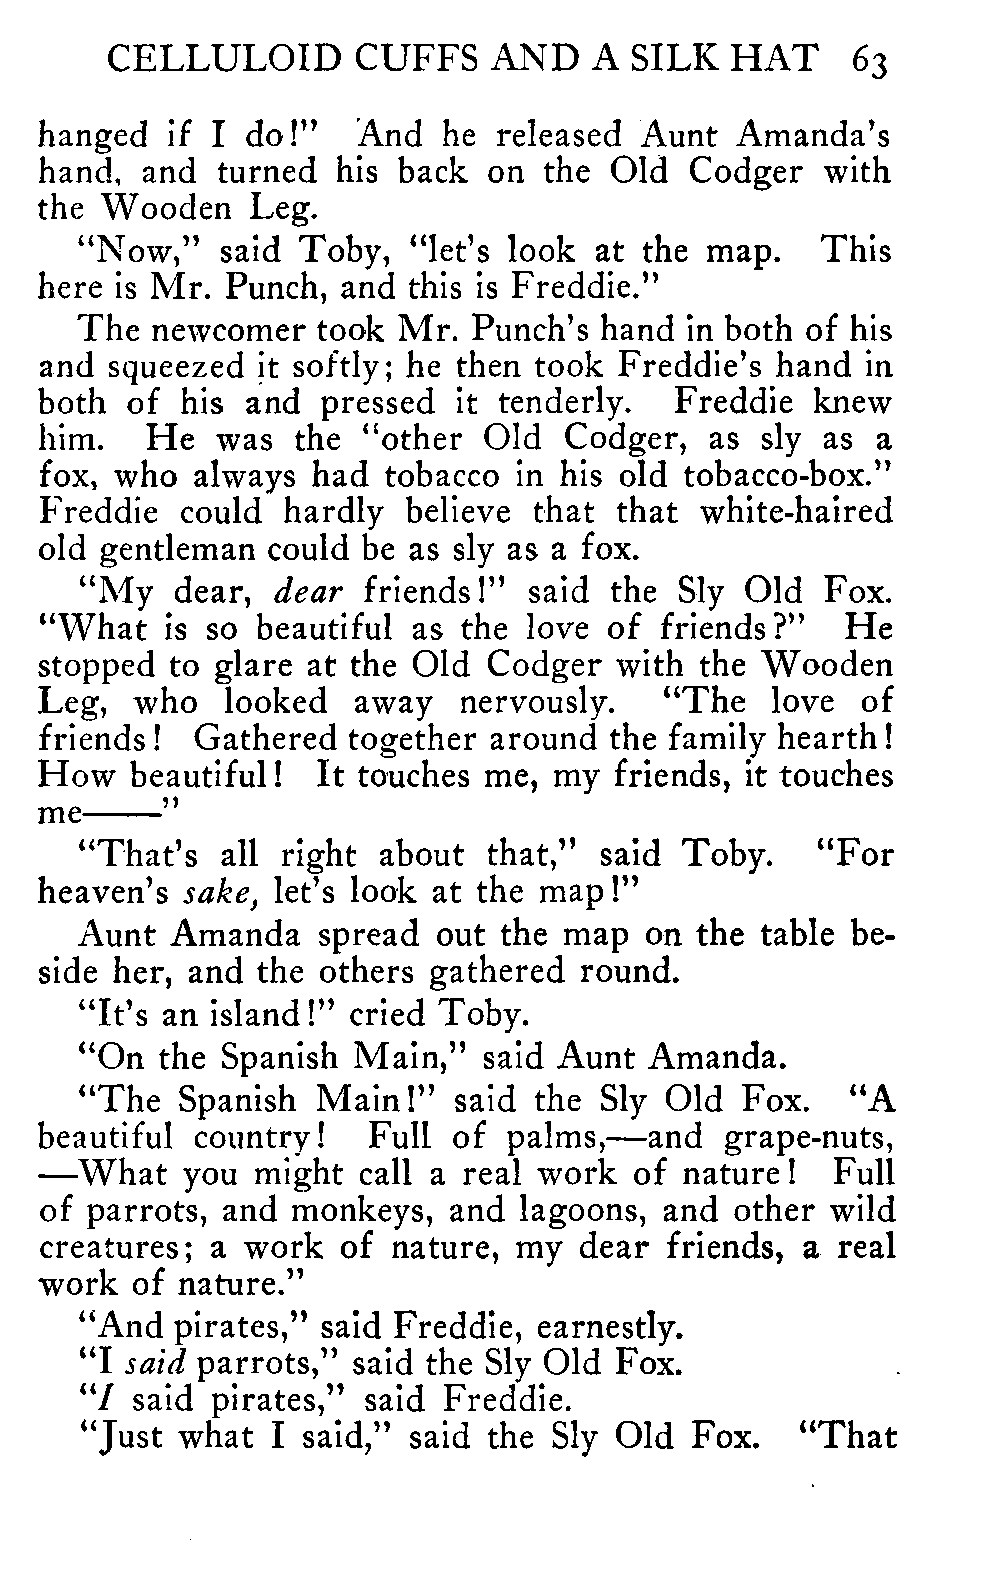 CELLULOID CUFFS AND A SILK HAT 63
hanged if I do!" And he released Aunt Amanda's
hand, and turned his back on the Old Codger with
the Wooden Leg.
"Now," said Toby, "let's look at the map. This
here is Mr. Punch, and this is Freddie."
The newcomer took Mr. Punch's hand in both of his
and squeezed it softly; he then took Freddie's hand in
both of his and pressed it tenderly. Freddie knew
him. He was the "other Old Codger, as sly as a
fox, who always had tobacco in his old tobacco-box."
Freddie could hardly believe that that white-haired
old gentleman could be as sly as a fox.
"My dear, dear friends!" said the Sly Old Fox.
"What is so beautiful as the love of friends?" He
stopped to glare at the Old Codger with the Wooden
Leg, who looked away nervously. "The love of
friends! Gathered together around the family hearth!
How beautiful! It touches me, my friends, it touches
me——"
"That's all right about that," said Toby. "For
heaven's sake, let's look at the map!"
Aunt Amanda spread out the map on the table be-
side her, and the others gathered round.
"It's an island!" cried Toby.
"On the Spanish Main," said Aunt Amanda.
"The Spanish Main!" said the Sly Old Fox. "A
beautiful country! Full of palms,—and grape-nuts,
—What you might call a real work of nature! Full
of parrots, and monkeys, and lagoons, and other wild
creatures; a work of nature, my dear friends, a real
work of nature."
"And pirates," said Freddie, earnestly.
"I said parrots," said the Sly Old Fox.
"I said pirates," said Freddie.
"Just what I said," said the Sly Old Fox. "That